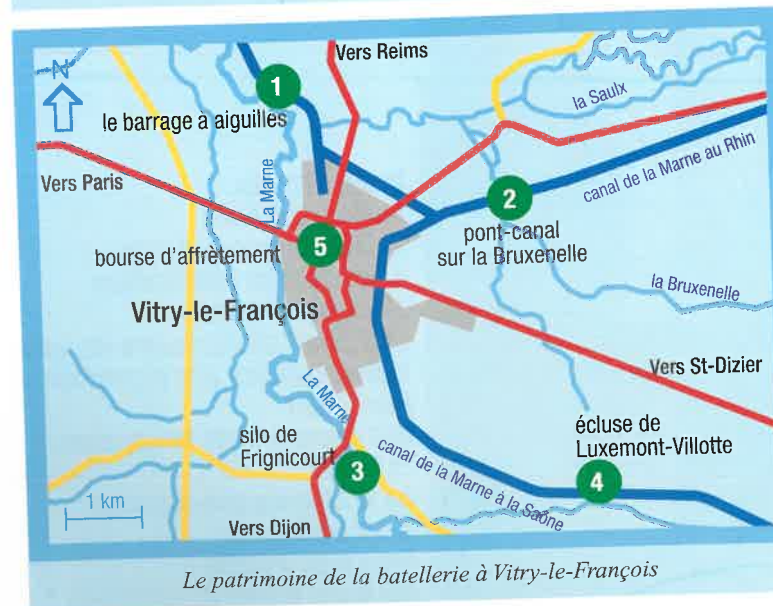 Vers Reims
N
1
le barrage à aiguilles
la Saulx
Vers Paris
La Marne
canal de la Marne au Rhin
2
pont-canal
sur la Bruxenelle
5
bourse d'affrètement
la Bruxenelle
Vitry-le-François
Vers St-Dizier
La Marne
silo de
Frignicourt
3
canal de la Marne à la Saône
écluse de
Luxemont-Villotte
4
1 km
Vers Dijon
Le patrimoine de la batellerie à Vitry-le-François